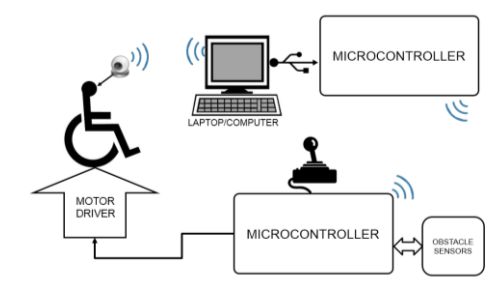 MICROCONTROLLER
LAPTOP/COMPUTER
MOTOR
DRIVER
MICROCONTROLLER
OBSTACLE
SENSORS